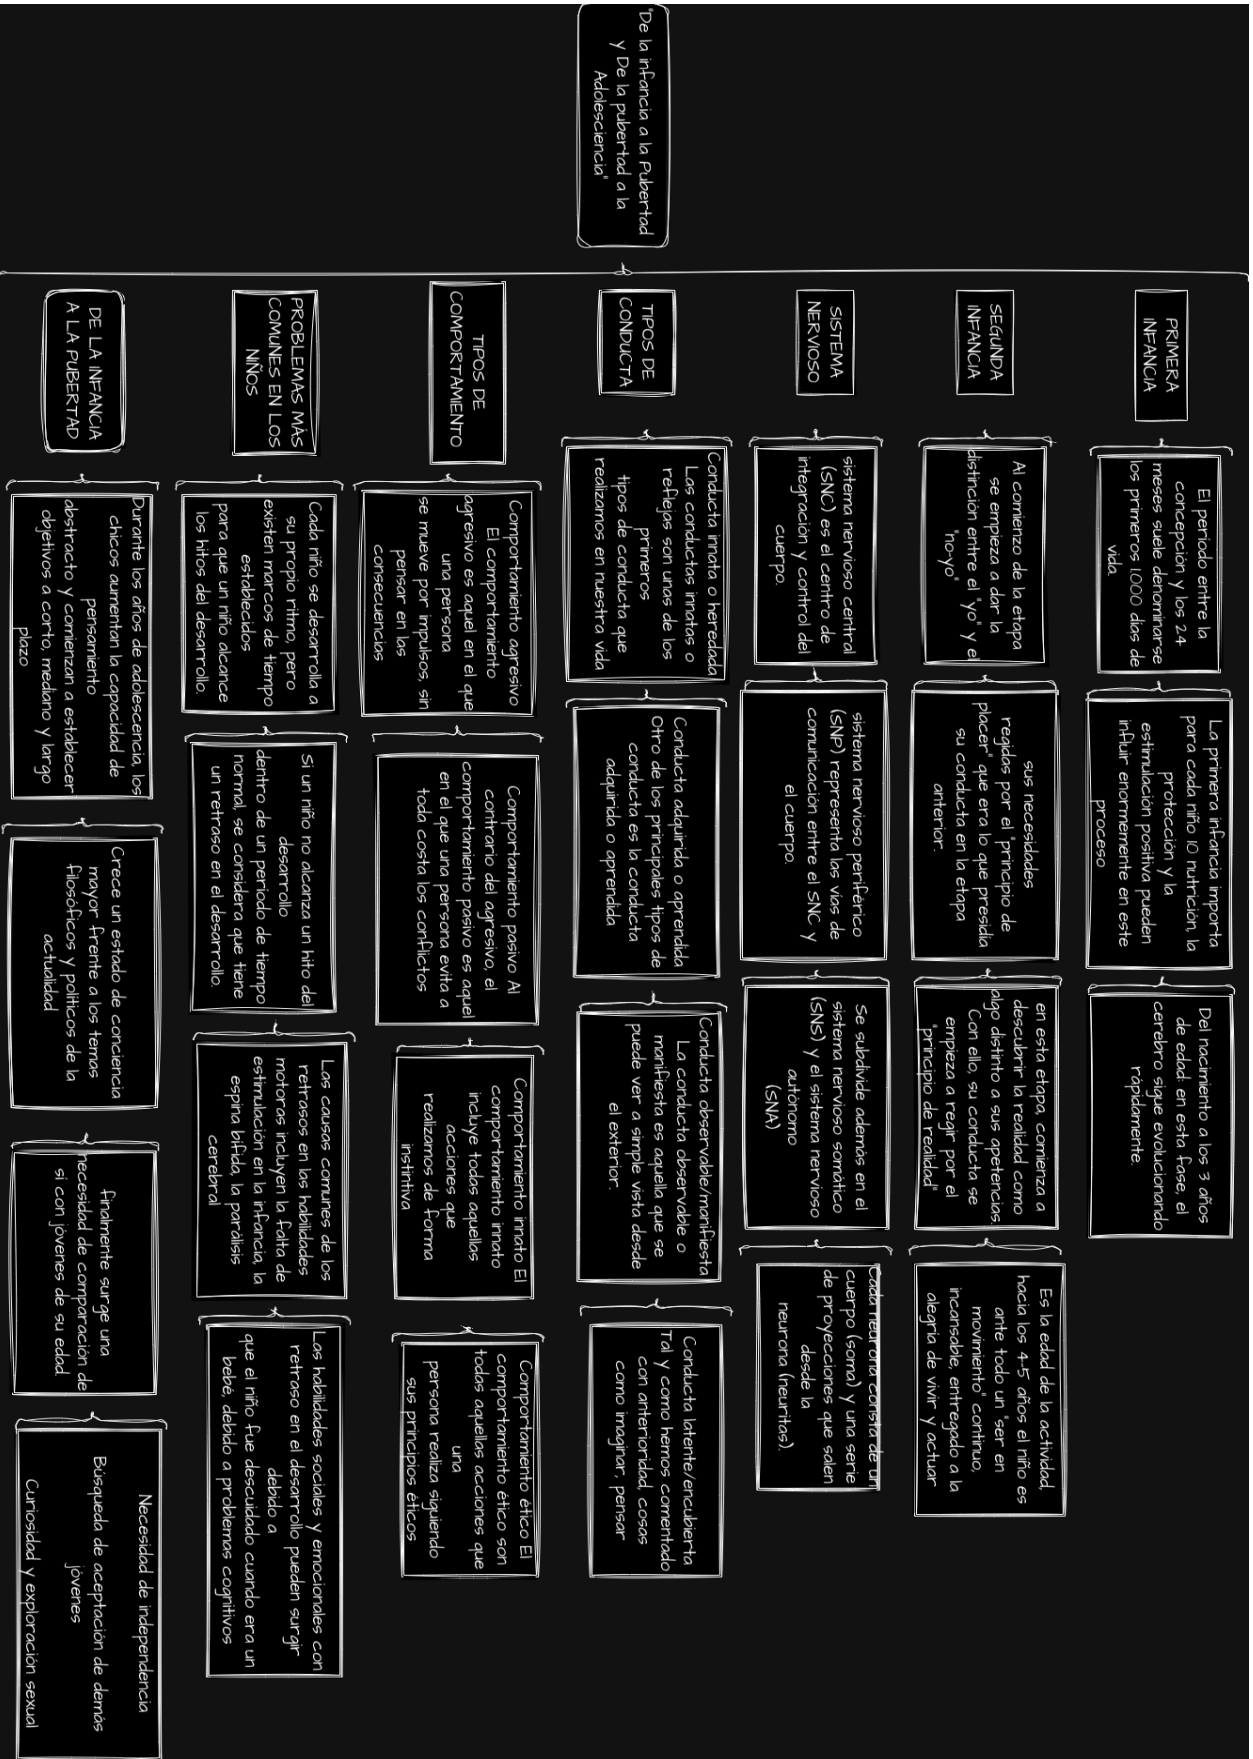 "De la infancia a la Pubertad
y De la pubertad a la
Adolesciencia"
PRIMERA
INFANCIA
El período entre la
concepción y los 24
meses suele denominarse
los primeros 1.000 días de
vida
La primera infancia importa
para cada niño 10 nutrición, la
protección y la
estimulación positiva pueden
influir enormemente en este
proceso
Del nacimiento a los 3 años
de edad: en esta fase, el
cerebro sigue evolucionando
rápidamente.
SEGUNDA
INFANCIA
Al comienzo de la etapa
se empieza a dar la
distinción entre el "yo" y el
"no-yo"
sus necesidades
regidos por el "principio de
placer" que era lo que presidia
su conducta en la etapa
anterior.
en esta etapa, comienza a
descubrir la realidad como
algo distinto a sus apetencias.
Con ello, su conducta se
empieza a regir por el
"principio de realidad"
Es la edad de la actividad,
hacia los 4-5 años el niño es
ante todo un "ser en
movimiento" continuo,
incansable, entregado a la
alegría de vivir y actuar
SISTEMA
NERVIOSO
sistema nervioso central
(SNC) es el centro de
integración y control del
cuerpo.
sistema nervioso periférico
(SNP) representa las vías de
comunicación entre el SNC y
el cuerpo.
Se subdivide además en el
sistema nervioso somático
(SNS) y el sistema nervioso
autónomo
(SNA)
Cada neurona consta de un
cuerpo (soma) y una serie
de proyecciones que salen
desde la
neurona (neuritas).
TIPOS DE
CONDUCTA
Conducta innata o heredada
Las conductas innatas o
reflejas son unas de los
primeros
tipos de conducta que
realizamos en nuestra vida
Conducta adquirido o aprendida
Otro de los principales tipos de
conducta es la conducta
adquirido o aprendida
Conducta observable/manifiesta
La conducta observable o
manifiesta es aquella que se
puede ver a simple vista desde
el exterior.
Conducta latente/encubierta
Tal y como hemos comentado
con anterioridad, cosas
como imaginar, pensar
TIPOS DE
COMPORTAMIENTO
Comportamiento agresivo
El comportamiento
agresivo es aquel en el que
una persona
se mueve por impulsos, sin
pensar en las
consecuencias
Comportamiento pasivo Al
contrario del agresivo, el
comportamiento pasivo es aquel
en el que una persona evita a
toda costa los conflictos
Comportamiento innato El
comportamiento innato
incluye todas aquellas
acciones que
realizamos de forma
instintiva
Comportamiento ético El
comportamiento ético son
todas aquellas acciones que
una
persona realiza siguiendo
sus principios éticos
PROBLEMAS MÁS
COMUNES EN LOS
NIÑOS
Cada niño se desarrolla a
su propio ritmo, pero
existen marcos de tiempo
establecidos
para que un niño alcance
los hitos del desarrollo.
Si un niño no alcanza un hito del
desarrollo
dentro de un período de tiempo
normal, se considera que tiene
un retraso en el desarrollo.
Las causas comunes de los
retrasos en las habilidades
motoras incluyen la falta de
estimulación en la infancia, la
espina bífida, la parálisis
cerebral
Las habilidades sociales y emocionales con
retraso en el desarrollo pueden surgir
debido a
que el niño fue descuidado cuando era un
bebé, debido a problemas cognitivos
DE LA INFANCIA
A LA PUBERTAD
Durante los años de adolescencia, los
chicos aumentan la capacidad de
pensamiento
abstracto y comienzan a establecer
objetivos a corto, mediano y largo
plazo
Crece un estado de conciencia
mayor frente a los temas
filosóficos y políticos de la
actualidad
finalmente surge una
necesidad de comparación de
sí con jóvenes de su edad
Necesidad de independencia
Búsqueda de aceptación de demás
jóvenes
Curiosidad y exploración sexual